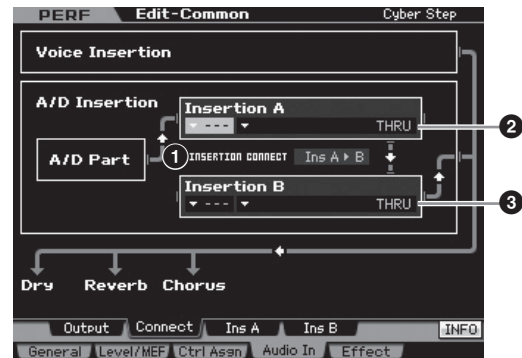 PERF Edit-Common Cyber Step
Voice Insertion
A/D Insertion
Insertion A
--- THRU
2
A/D Part
1
INSERTION CONNECT Ins A▸B
Insertion B
--- THRU
3
Dry Reverb Chorus
Output Connect Ins A Ins B INFO
General Level/MEF Ctrl Asgn Audio In Effect